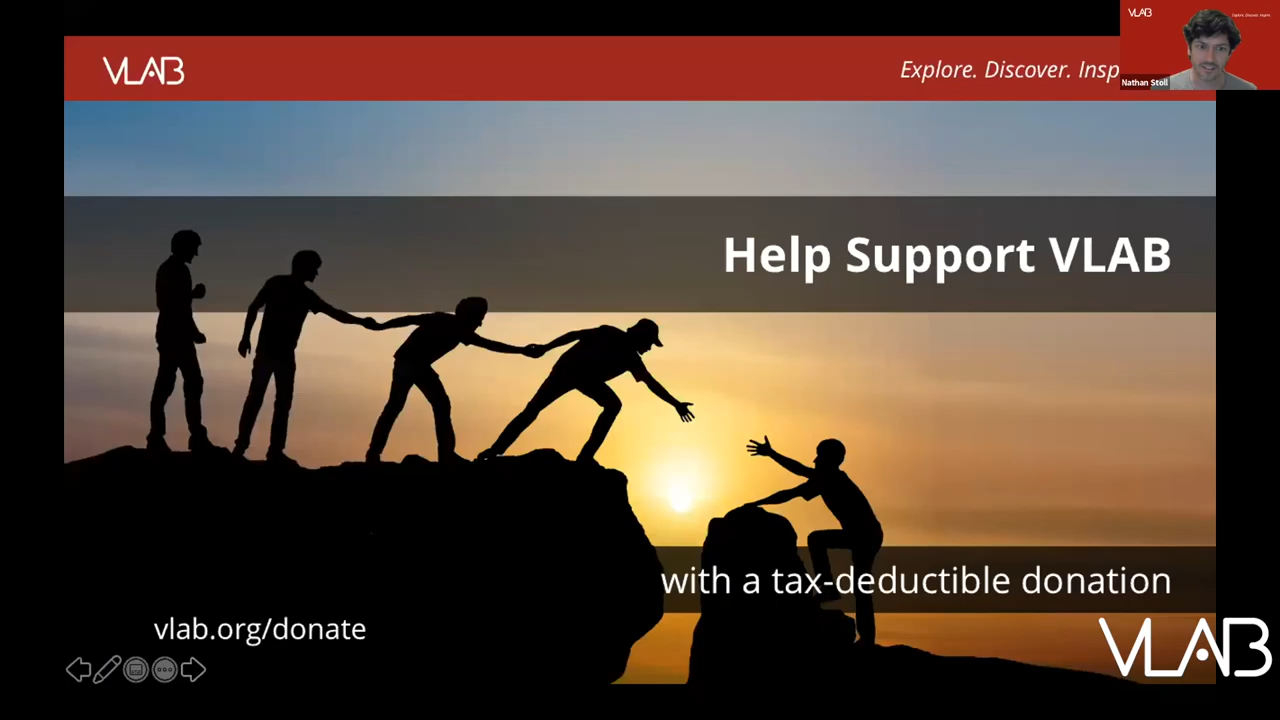 VLAB
Explore. Discover. Insp
VLAB
Nathan Stoll
Help Support VLAB
with a tax-deductible donation
vlab.org/donate
VLAB